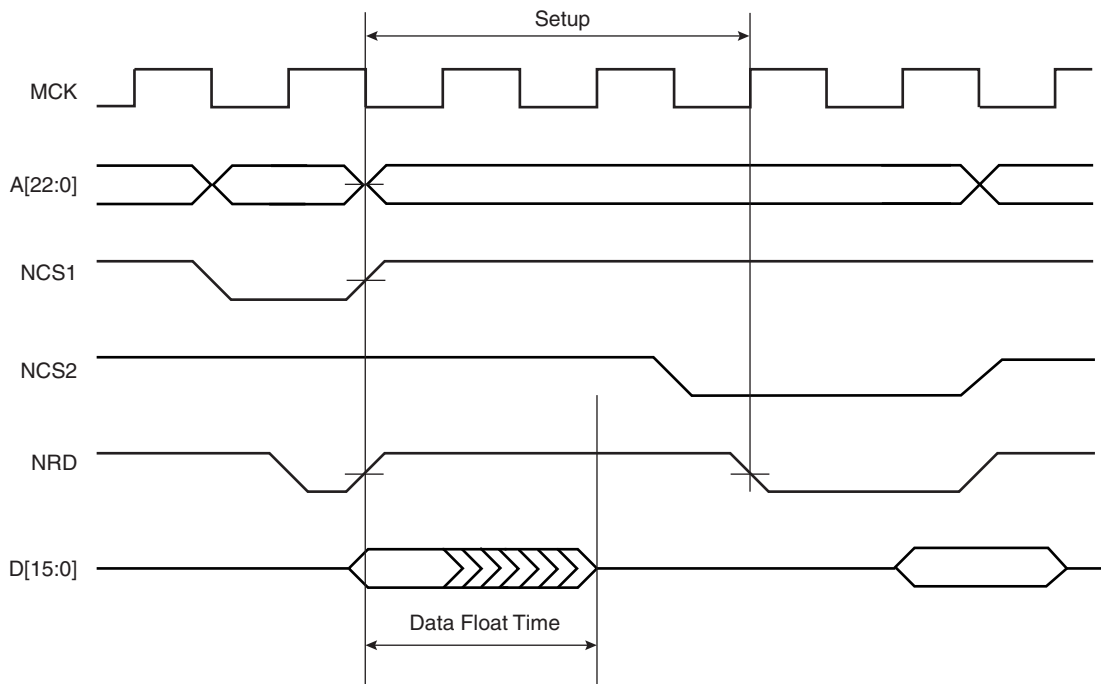 Setup
MCK
A[22:0]
NCS1
NCS2
NRD
D[15:0]
Data Float Time